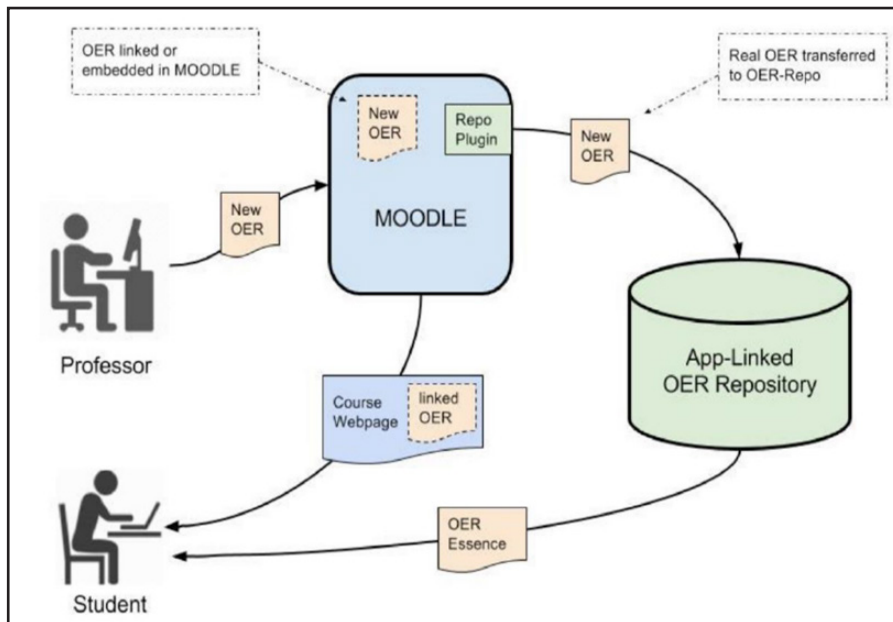 OER linked or
embedded in MOODLE
Real OER transferred
to OER-Repo
New
OER
Repo
Plugin
New
OER
New
OER
MOODLE
Professor
App-Linked
OER Repository
Course
Webpage
linked
OER
OER
Essence
Student